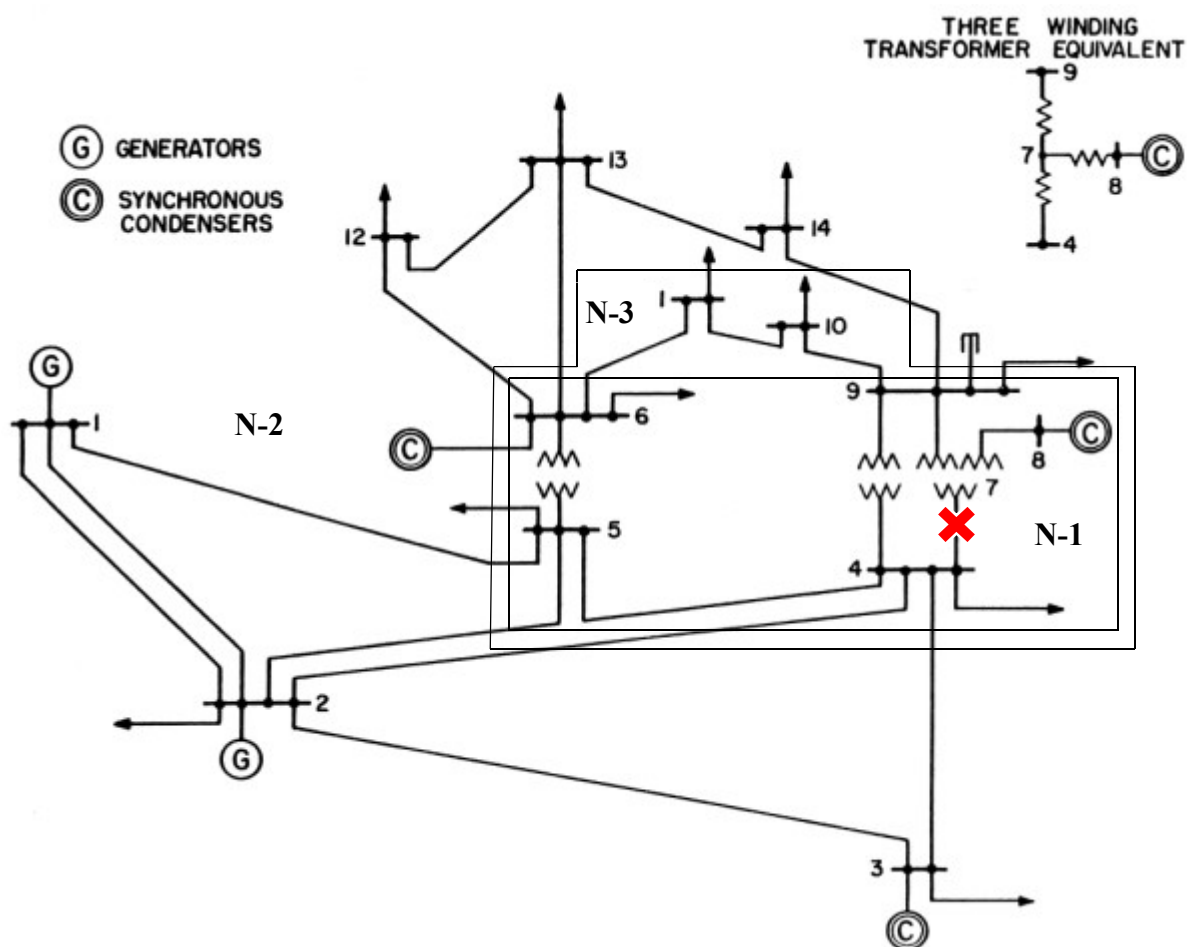 THREE WINDING
TRANSFORMER EQUIVALENT
9
7
8
C
4
G GENERATORS
C SYNCHRONOUS
CONDENSERS
13
12
14
N-3
1
10
G
1
N-2
9
6
C
8
C
7
5
N-1
4
2
G
3
C